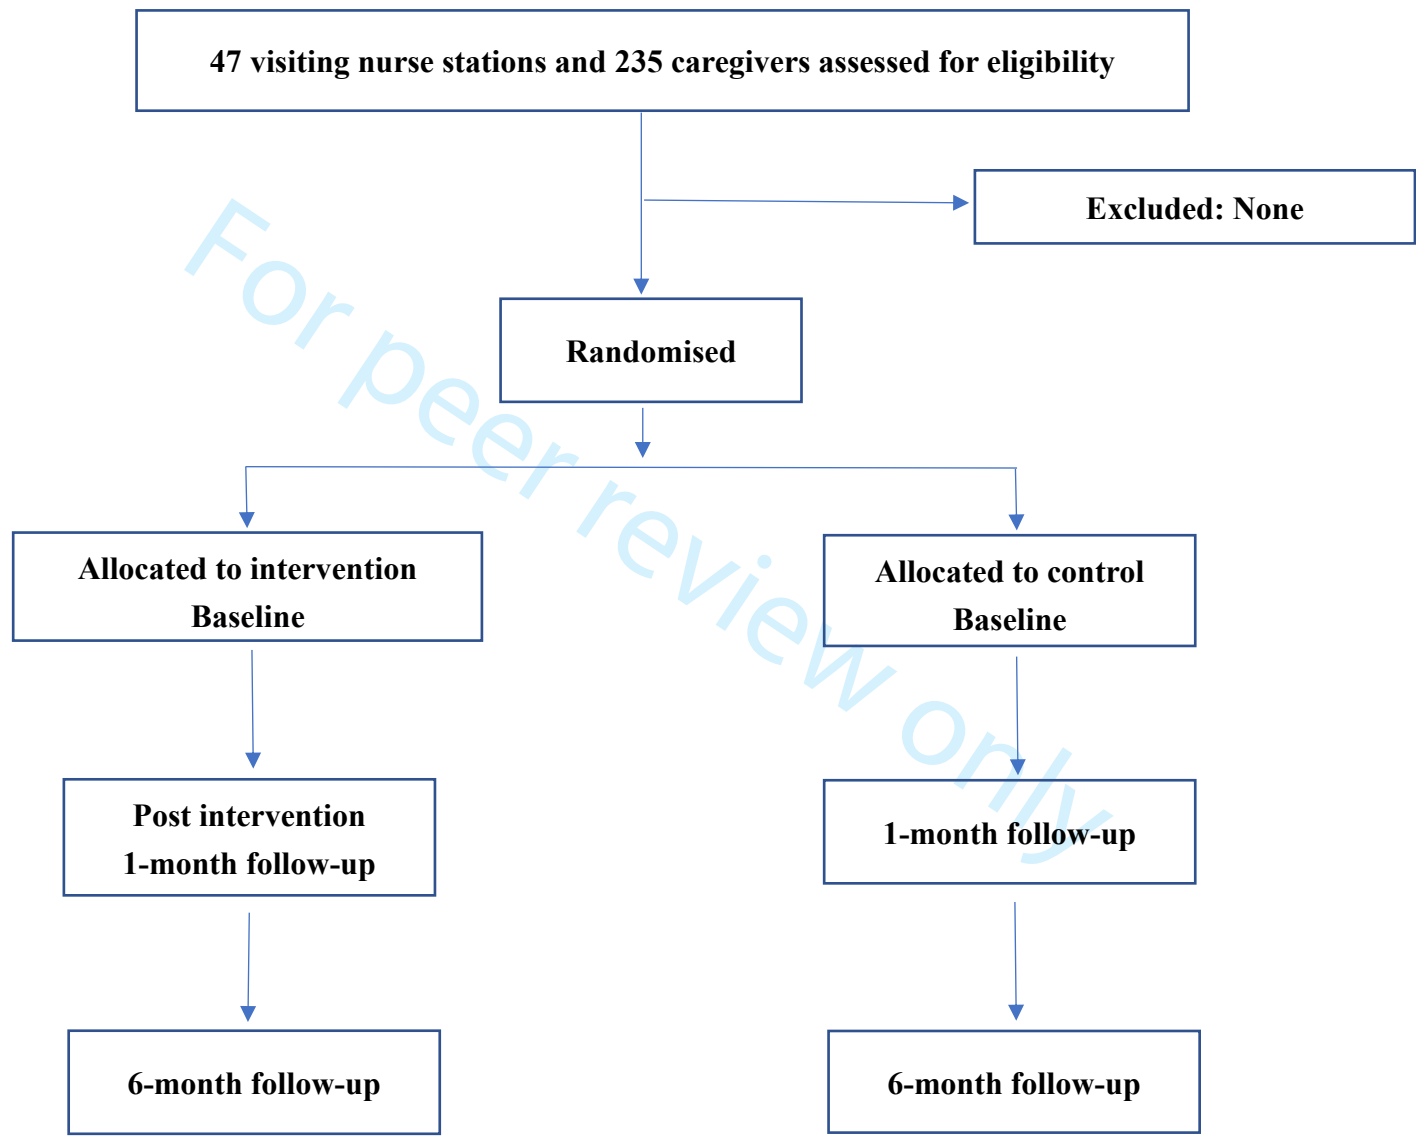 47 visiting nurse stations and 235 caregivers assessed for eligibility
Excluded: None
Randomised
Allocated to intervention
Baseline
Allocated to control
Baseline
Post intervention
1-month follow-up
1-month follow-up
6-month follow-up
6-month follow-up
For peer review only